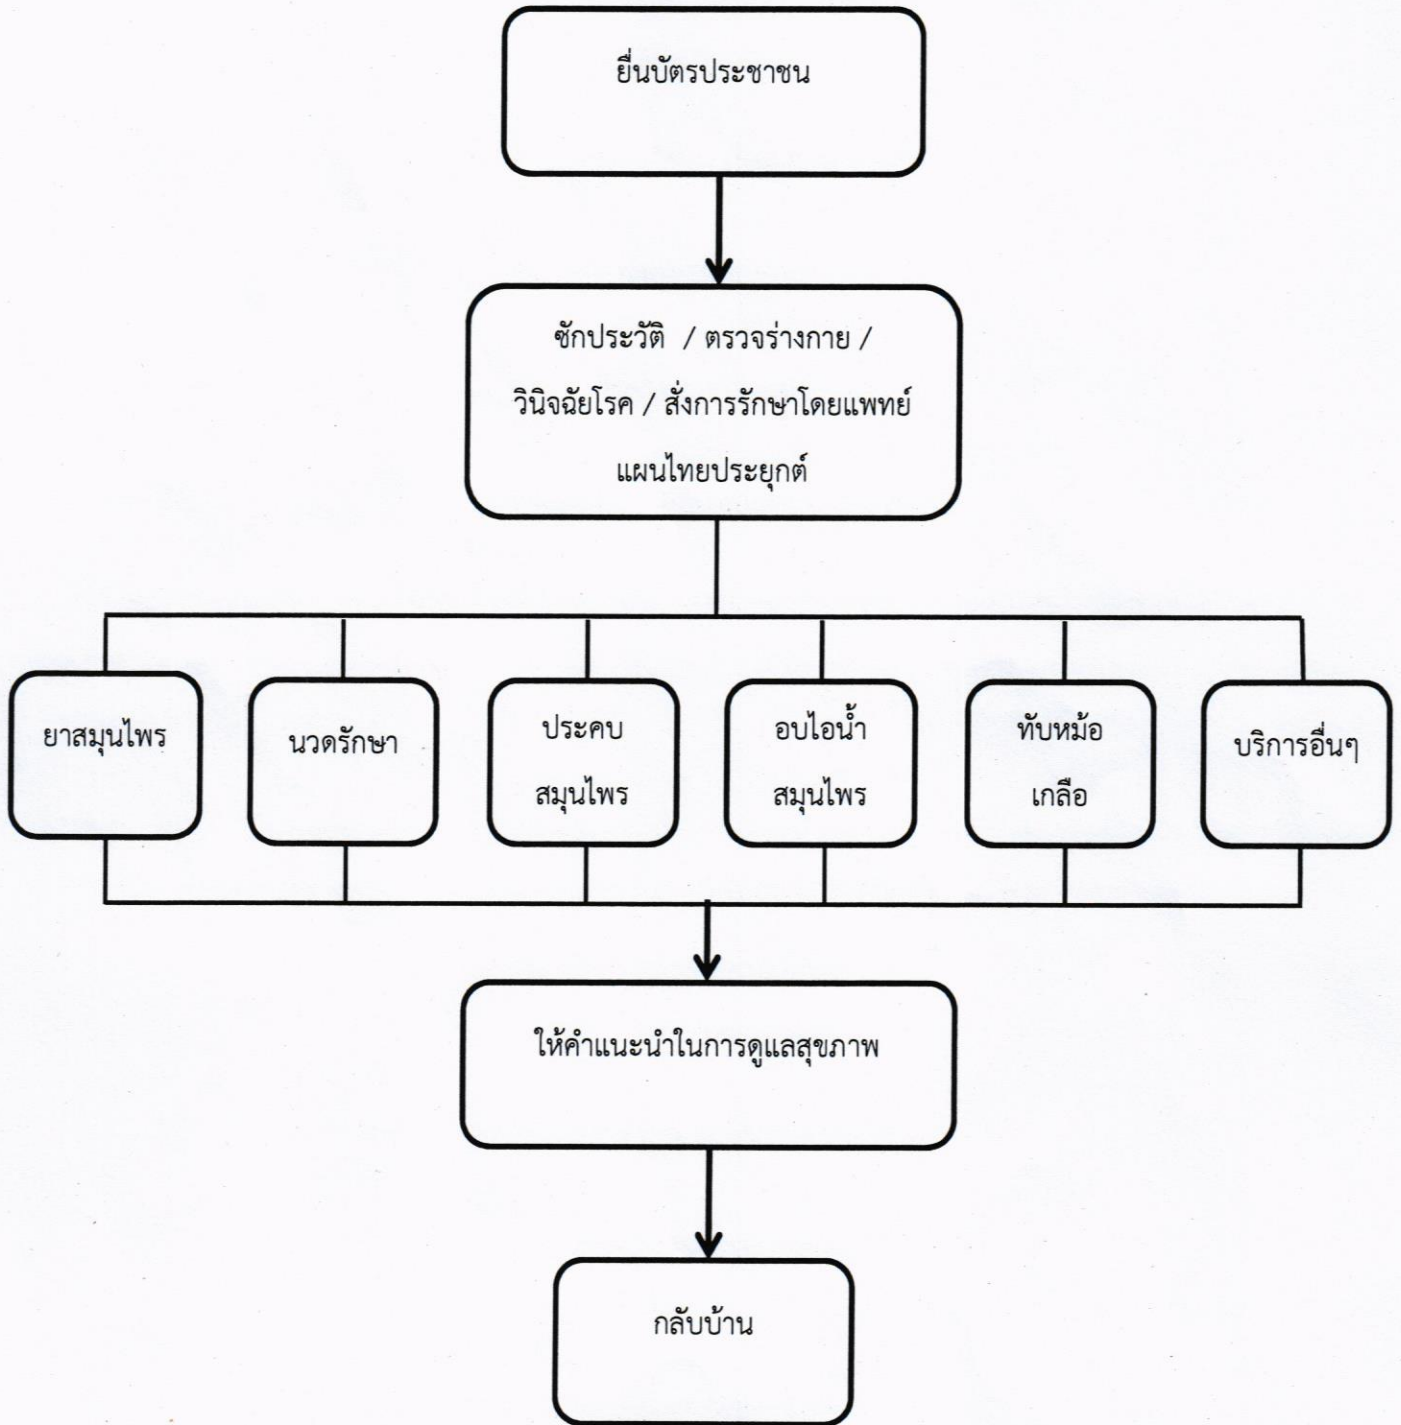 ยื่นบัตรประชาชน
ซักประวัติ / ตรวจร่างกาย /
วินิจฉัยโรค / สั่งการรักษาโดยแพทย์
แผนไทยประยุกต์
ยาสมุนไพร
นวดรักษา
ประคบ
สมุนไพร
อบไอน้ำ
สมุนไพร
ทับหม้อ
เกลือ
บริการอื่นๆ
ให้คำแนะนำในการดูแลสุขภาพ
กลับบ้าน